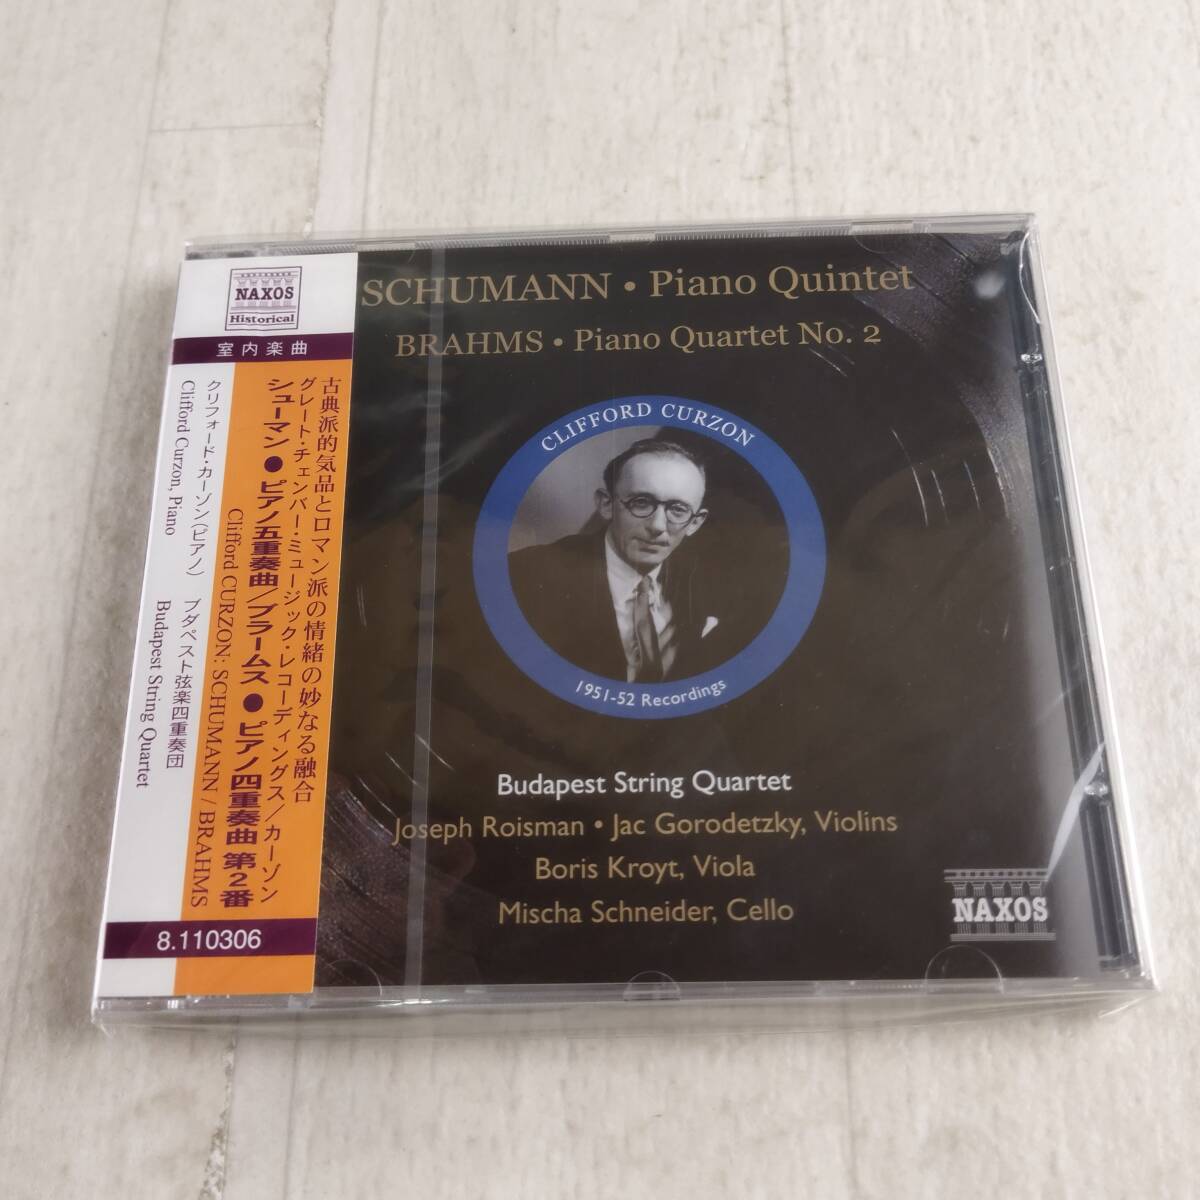 NAXOS
Historical
室内楽曲
古典派的気品とロマン派の情緒の妙なる融合
グレート・チェンバー・ミュージック・レコーディングス/カーゾン
シューマン●ピアノ五重奏曲/ブラームス●ピアノ四重奏曲 第2番
Clifford CURZON: SCHUMANN / BRAHMS
クリフォード・カーゾン(ピアノ) ブダペスト弦楽四重奏団
Clifford Curzon, Piano Budapest String Quartet
8.110306
SCHUMANN • Piano Quintet
BRAHMS • Piano Quartet No. 2
CLIFFORD CURZON
1951-52 Recordings
Budapest String Quartet
Joseph Roisman • Jac Gorodetzky, Violins
Boris Kroyt, Viola
Mischa Schneider, Cello
NAXOS